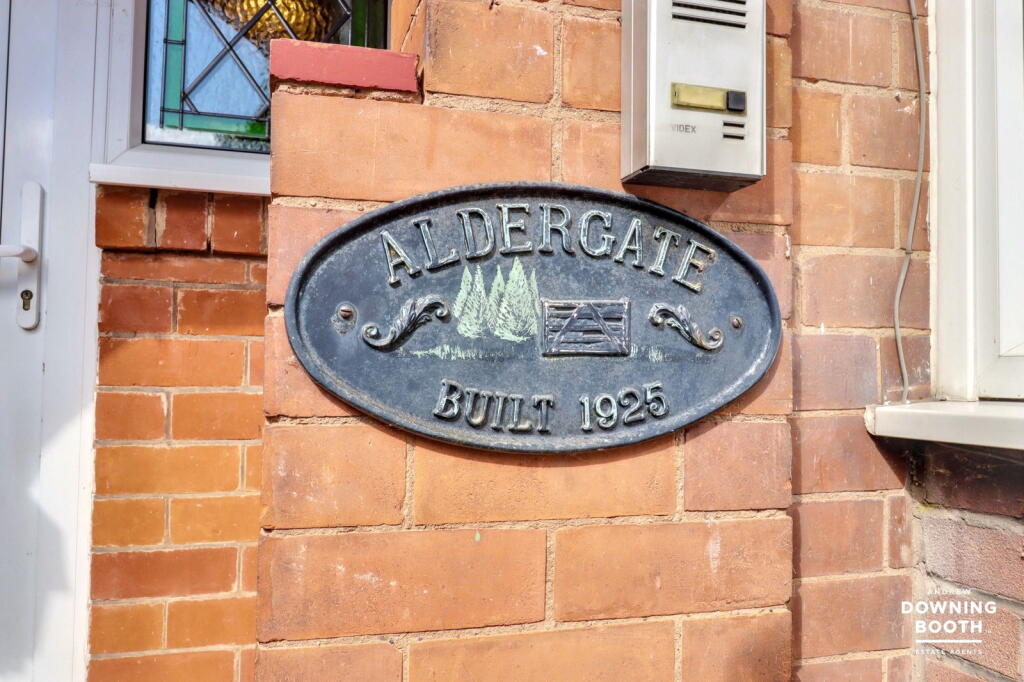 VIDEX
ALDERGATE
BUILT 1925
ANDREW
DOWNING
BOOTH
ESTATE AGENTS